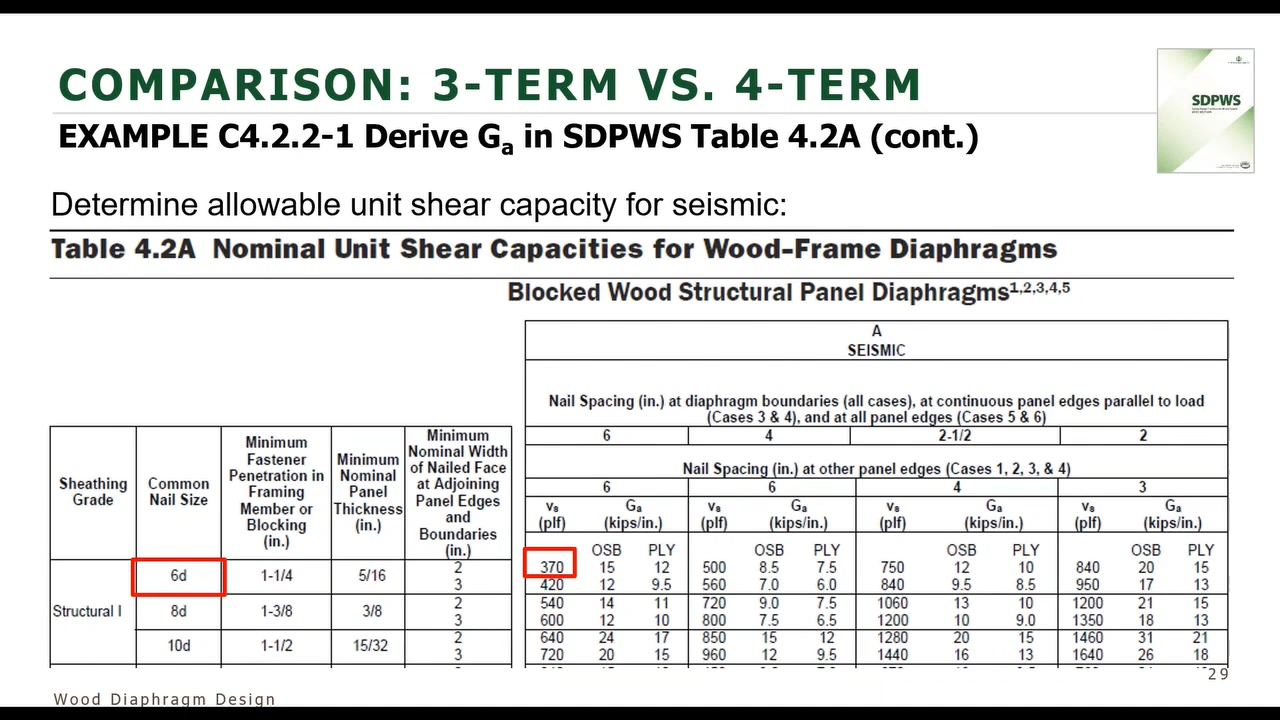 COMPARISON: 3-TERM VS. 4-TERM
SDPWS
EXAMPLE C4.2.2-1 Derive Ga in SDPWS Table 4.2A (cont.)
Determine allowable unit shear capacity for seismic:
Table 4.2A Nominal Unit Shear Capacities for Wood-Frame Diaphragms
Blocked Wood Structural Panel Diaphragms1,2,3,4,5
A
SEISMIC
Nail Spacing (in.) at diaphragm boundaries (all cases), at continuous panel edges parallel to load
(Cases 3 & 4), and at all panel edges (Cases 5 & 6)
6 4 2-1/2 2
Nail Spacing (in.) at other panel edges (Cases 1, 2, 3, & 4)
6 6 4 3
Sheathing
Grade
Common
Nail Size
Minimum
Fastener
Penetration in
Framing
Member or
Blocking
(in.)
Minimum
Nominal
Panel
Thickness
(in.)
Minimum
Nominal Width
of Nailed Face
at Adjoining
Panel Edges
and
Boundaries
(in.)
vs Ga vs Ga vs Ga vs Ga
(plf) (kips/in.) (plf) (kips/in.) (plf) (kips/in.) (plf) (kips/in.)
OSB PLY OSB PLY OSB PLY OSB PLY
Structural I
6d 1-1/4 5/16
2 370 15 12 500 8.5 7.5 750 12 10 840 20 15
3 420 12 9.5 560 7.0 6.0 840 9.5 8.5 950 17 13
8d 1-3/8 3/8
2 540 14 11 720 9.0 7.5 1060 13 10 1200 21 15
3 600 12 10 800 7.5 6.5 1200 10 9.0 1350 18 13
10d 1-1/2 15/32
2 640 24 17 850 15 12 1280 20 15 1460 31 21
3 720 20 15 960 12 9.5 1440 16 13 1640 26 18
29
Wood Diaphragm Design